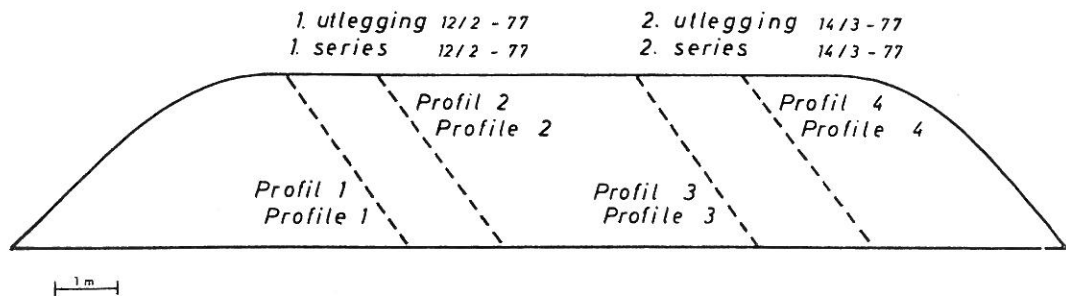 1. utlegging 12/2 - 77
1. series 12/2 - 77
2. utlegging 14/3 - 77
2. series 14/3 - 77
Profil 1
Profile 1
Profil 2
Profile 2
Profil 3
Profile 3
Profil 4
Profile 4
1 m